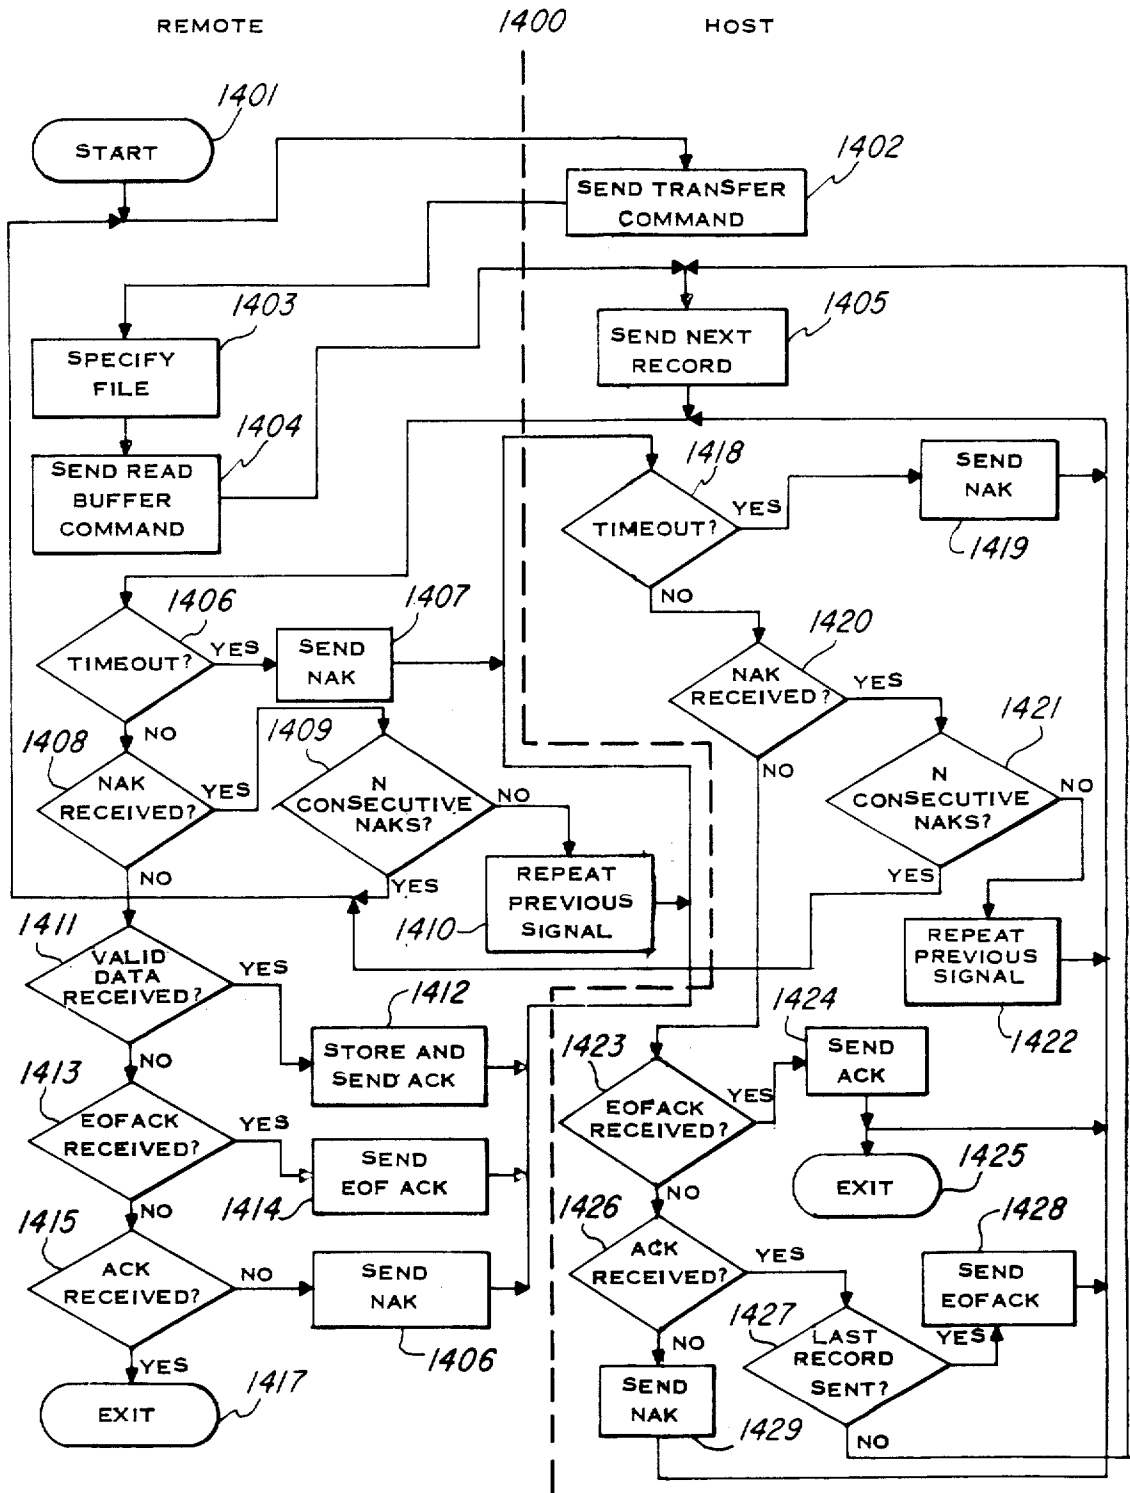 REMOTE
1400
HOST
1401
START
1402
SEND TRANSFER
COMMAND
1403
SPECIFY
FILE
1405
SEND NEXT
RECORD
1404
SEND READ
BUFFER
COMMAND
1418
TIMEOUT?
YES
NO
SEND
NAK
1419
1406
TIMEOUT?
YES
NO
1407
SEND
NAK
1420
NAK
RECEIVED?
YES
NO
1408
NAK
RECEIVED?
YES
NO
1409
N
CONSECUTIVE
NAKS?
NO
YES
1421
N
CONSECUTIVE
NAKS?
NO
YES
REPEAT
PREVIOUS
SIGNAL
1410
REPEAT
PREVIOUS
SIGNAL
1422
1411
VALID
DATA
RECEIVED?
YES
NO
1412
STORE AND
SEND ACK
1423
EOFACK
RECEIVED?
YES
NO
1424
SEND
ACK
1413
EOFACK
RECEIVED?
YES
NO
SEND
EOF ACK
1414
EXIT
1425
1415
ACK
RECEIVED?
NO
YES
SEND
NAK
1406
1426
ACK
RECEIVED?
YES
NO
1428
SEND
EOFACK
1427
LAST
RECORD
SENT?
YES
NO
EXIT
1417
SEND
NAK
1429